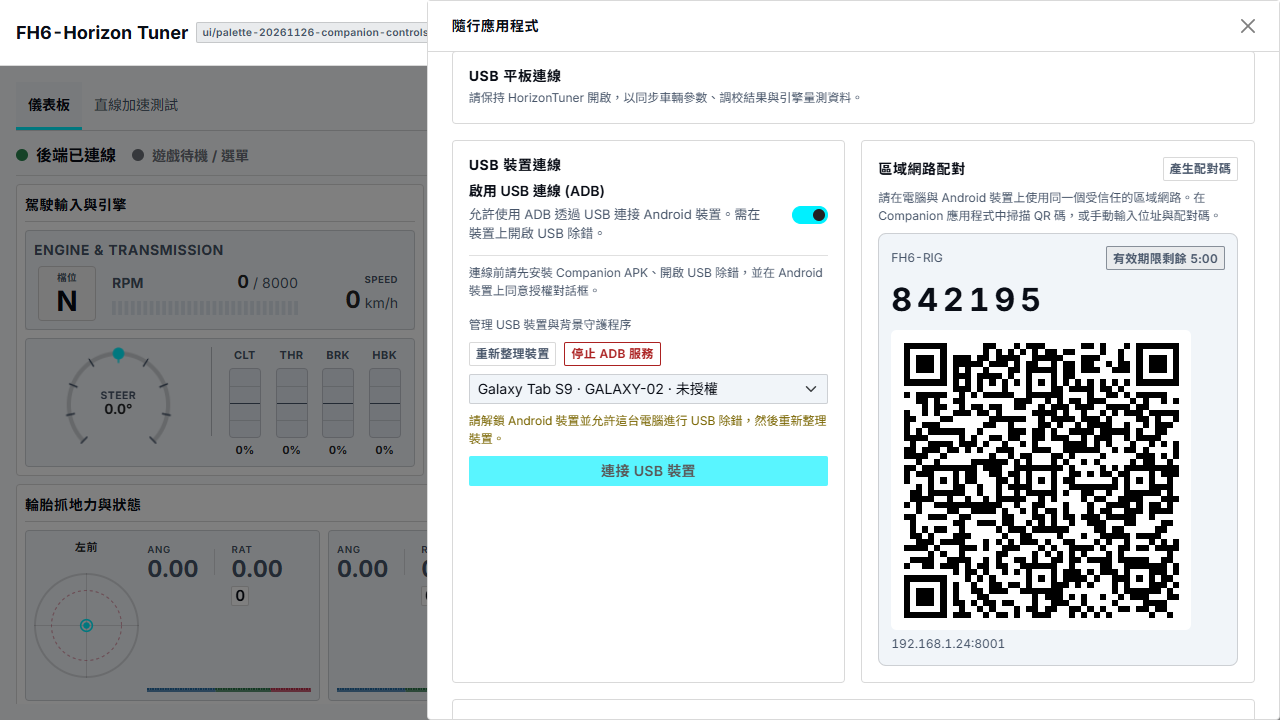 FH6-Horizon Tuner
ui/palette-20261126-companion-controls
儀表板
直線加速測試
後端已連線
遊戲待機 / 選單
駕駛輸入與引擎
ENGINE & TRANSMISSION
檔位
N
RPM
0 / 8000
SPEED
0 km/h
STEER
0.0°
CLT
THR
BRK
HBK
0%
0%
0%
0%
輪胎抓地力與狀態
左前
ANG
0.00
RAT
0.00
0
ANG
0.00
隨行應用程式
USB 平板連線
請保持 HorizonTuner 開啟，以同步車輛參數、調校結果與引擎量測資料。
USB 裝置連線
啟用 USB 連線 (ADB)
允許使用 ADB 透過 USB 連接 Android 裝置。需在
裝置上開啟 USB 除錯。
連線前請先安裝 Companion APK、開啟 USB 除錯，並在 Android
裝置上同意授權對話框。
管理 USB 裝置與背景守護程序
重新整理裝置
停止 ADB 服務
Galaxy Tab S9 · GALAXY-02 · 未授權
請解鎖 Android 裝置並允許這台電腦進行 USB 除錯，然後重新整理
裝置。
連接 USB 裝置
區域網路配對
產生配對碼
請在電腦與 Android 裝置上使用同一個受信任的區域網路。在
Companion 應用程式中掃描 QR 碼，或手動輸入位址與配對碼。
FH6-RIG
有效期限剩餘 5:00
842195
192.168.1.24:8001